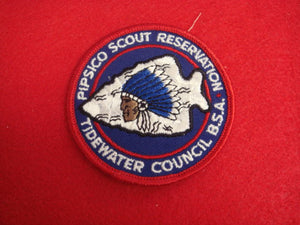 PIPSICO SCOUT RESERVATION
TIDEWATER COUNCIL B.S.A.